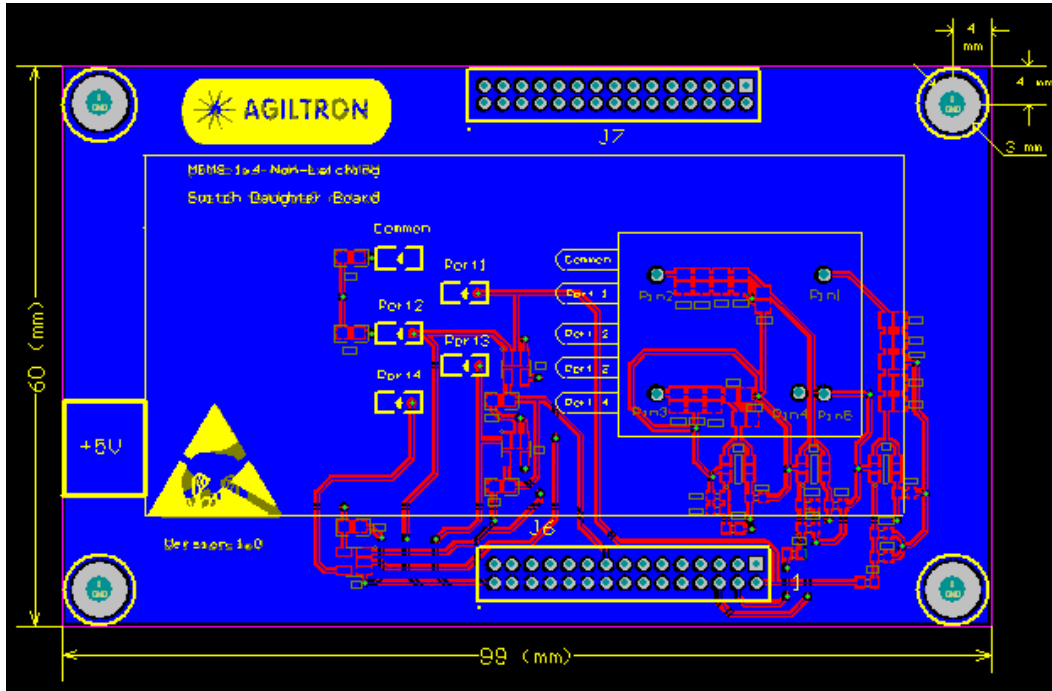 4
mm
4 mm
3 mm
GND
GND
AGILTRON
J7
MEMS 1x4 Non-Latching
Switch Daughter Board
Common
Port1
Port2
Port3
Port4
Common
Port 1
Port 2
Port 3
Port 4
Pin2
Pin1
Pin3
Pin4
Pin5
60 (mm)
+5V
Version:1.0
J6
1
GND
GND
99 (mm)